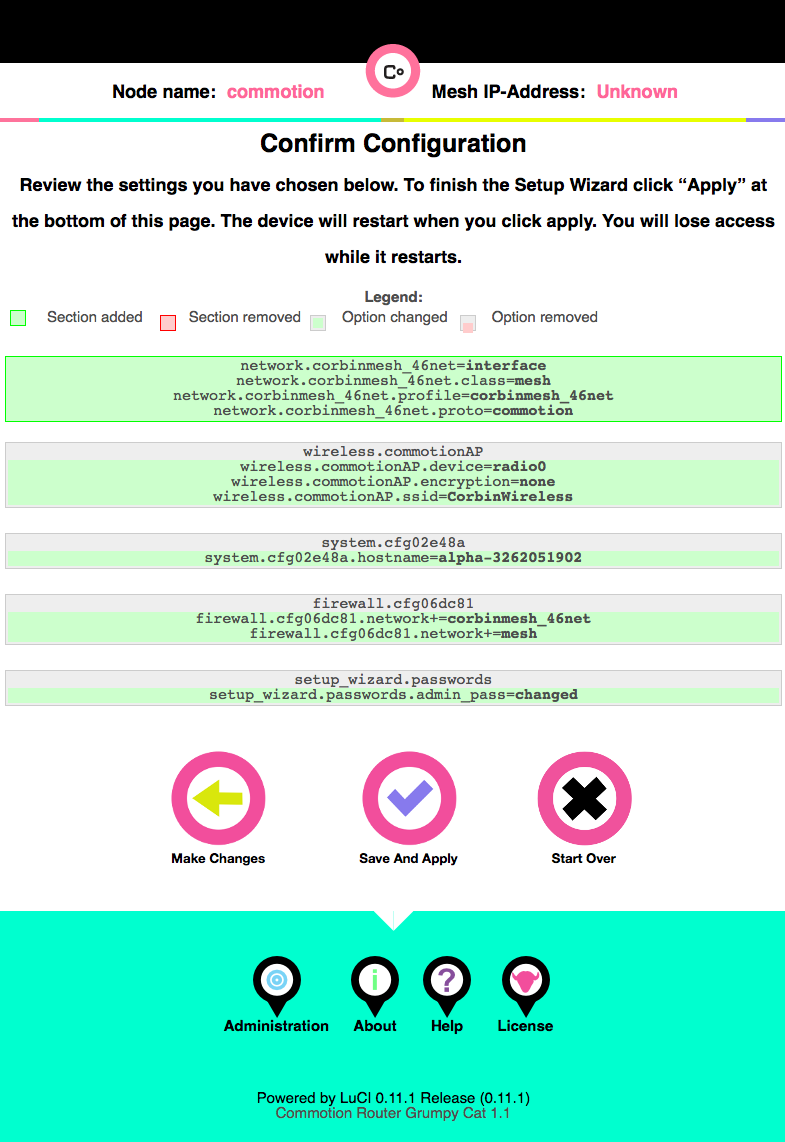 Co
Node name: commotion
Mesh IP-Address: Unknown
Confirm Configuration
Review the settings you have chosen below. To finish the Setup Wizard click “Apply” at
the bottom of this page. The device will restart when you click apply. You will lose access
while it restarts.
Legend:
Section added Section removed Option changed Option removed
network.corbinmesh_46net=interface
network.corbinmesh_46net.class=mesh
network.corbinmesh_46net.profile=corbinmesh_46net
network.corbinmesh_46net.proto=commotion
wireless.commotionAP
wireless.commotionAP.device=radio0
wireless.commotionAP.encryption=none
wireless.commotionAP.ssid=CorbinWireless
system.cfg02e48a
system.cfg02e48a.hostname=alpha-3262051902
firewall.cfg06dc81
firewall.cfg06dc81.network+=corbinmesh_46net
firewall.cfg06dc81.network+=mesh
setup_wizard.passwords
setup_wizard.passwords.admin_pass=changed
Make Changes Save And Apply Start Over
i ?
Administration About Help License
Powered by LuCI 0.11.1 Release (0.11.1)
Commotion Router Grumpy Cat 1.1